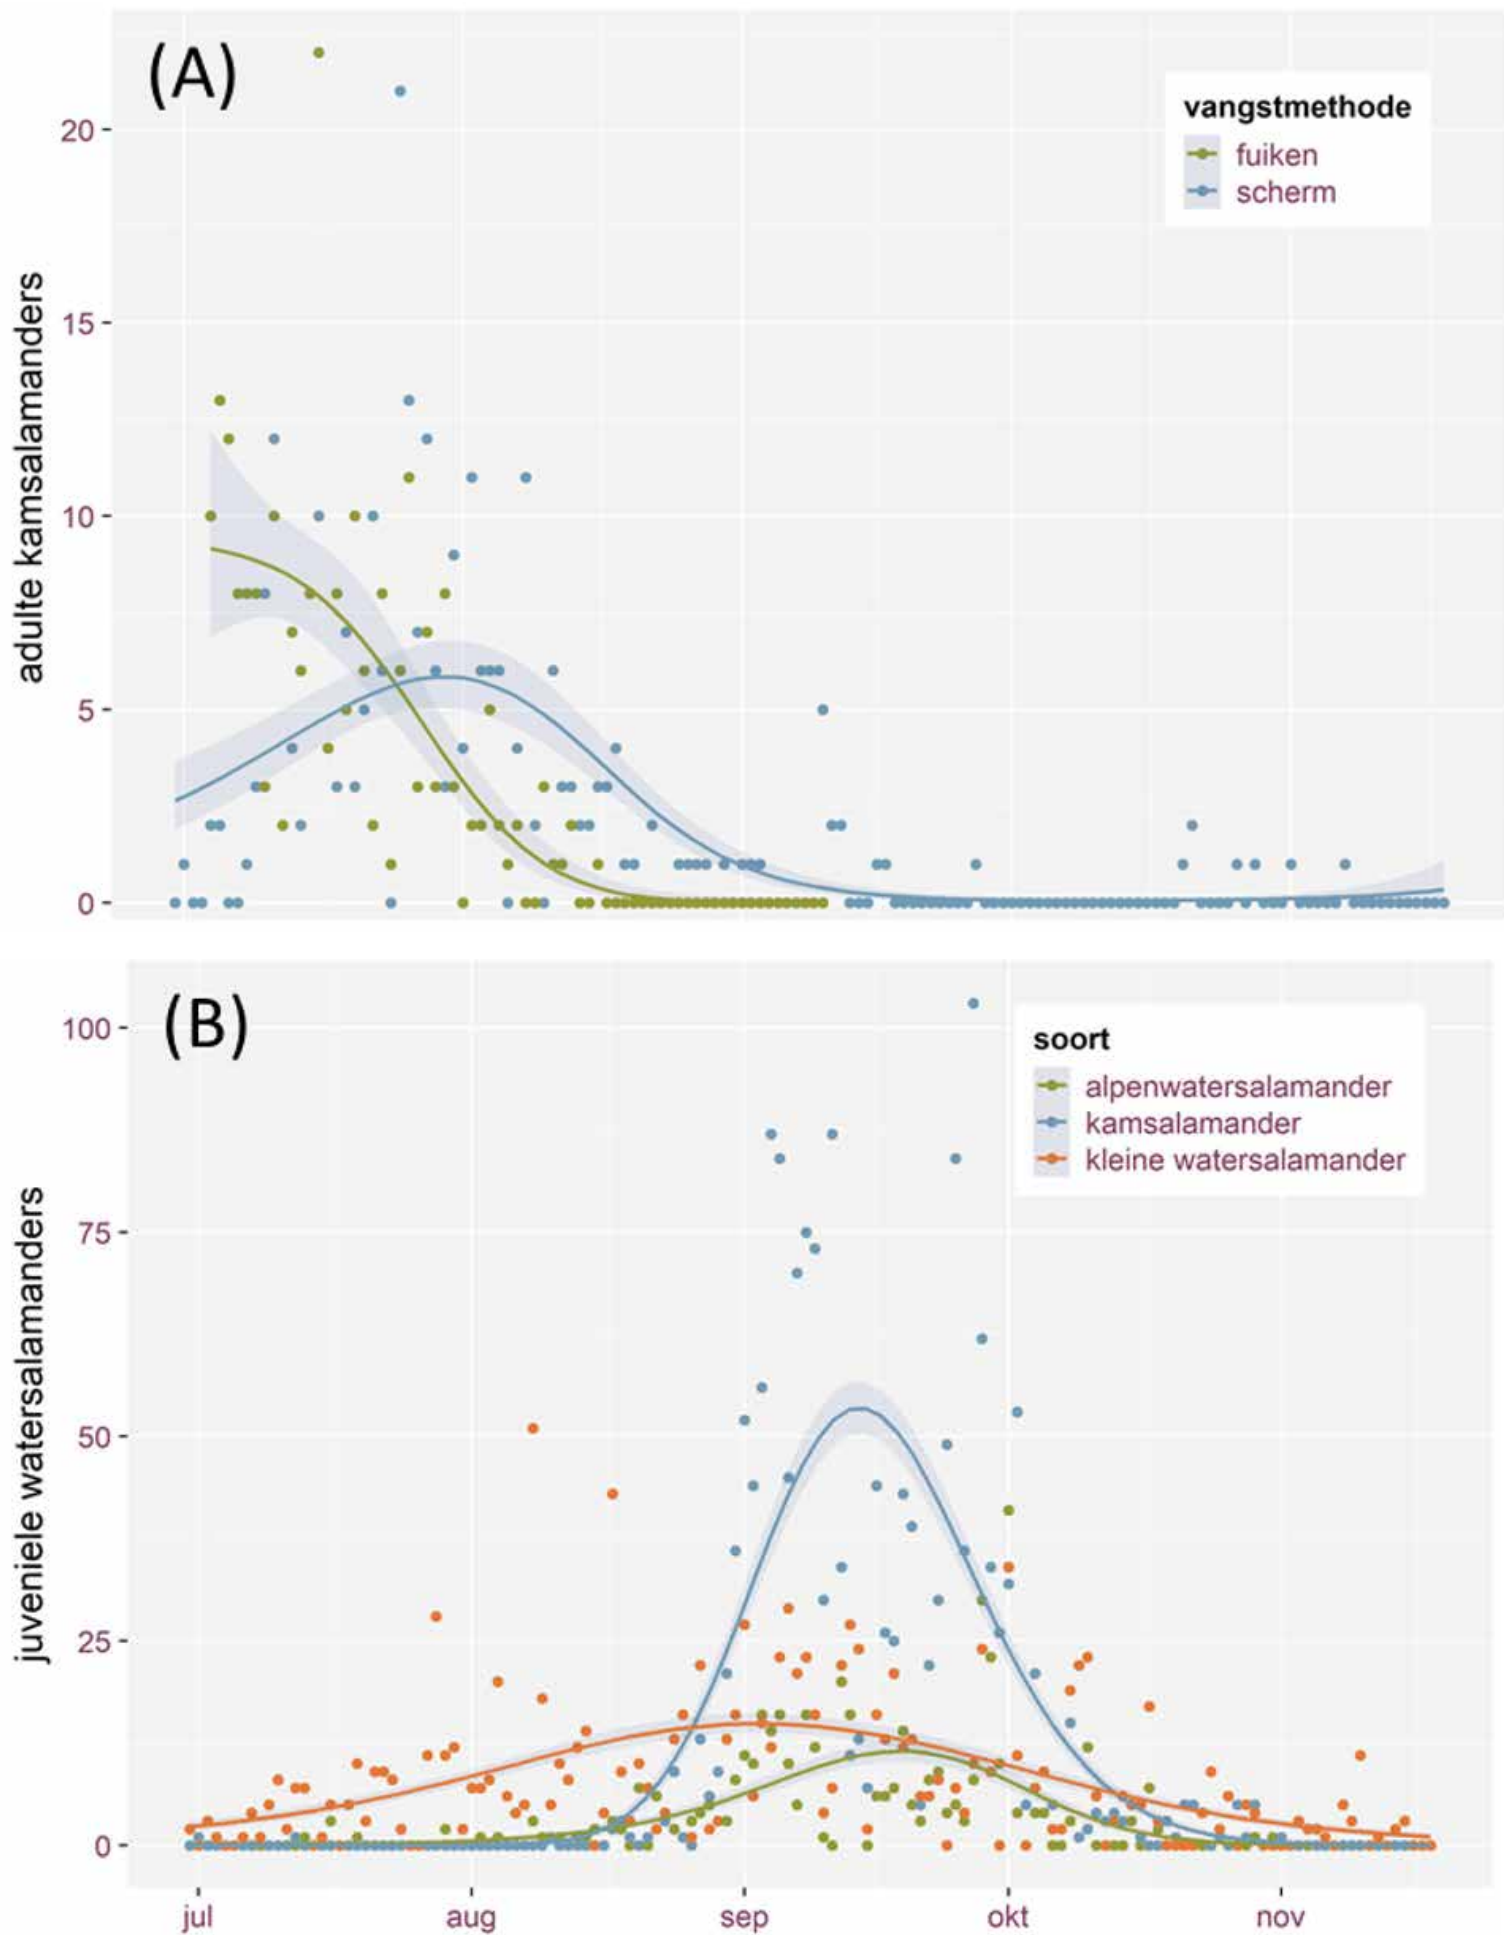 (A)
vangstmethode
fuiken
scherm
20
15
10
5
0
adulte kamsalamanders
(B)
soort
alpenwatersalamander
kamsalamander
kleine watersalamander
100
75
50
25
0
juveniele watersalamanders
jul aug sep okt nov